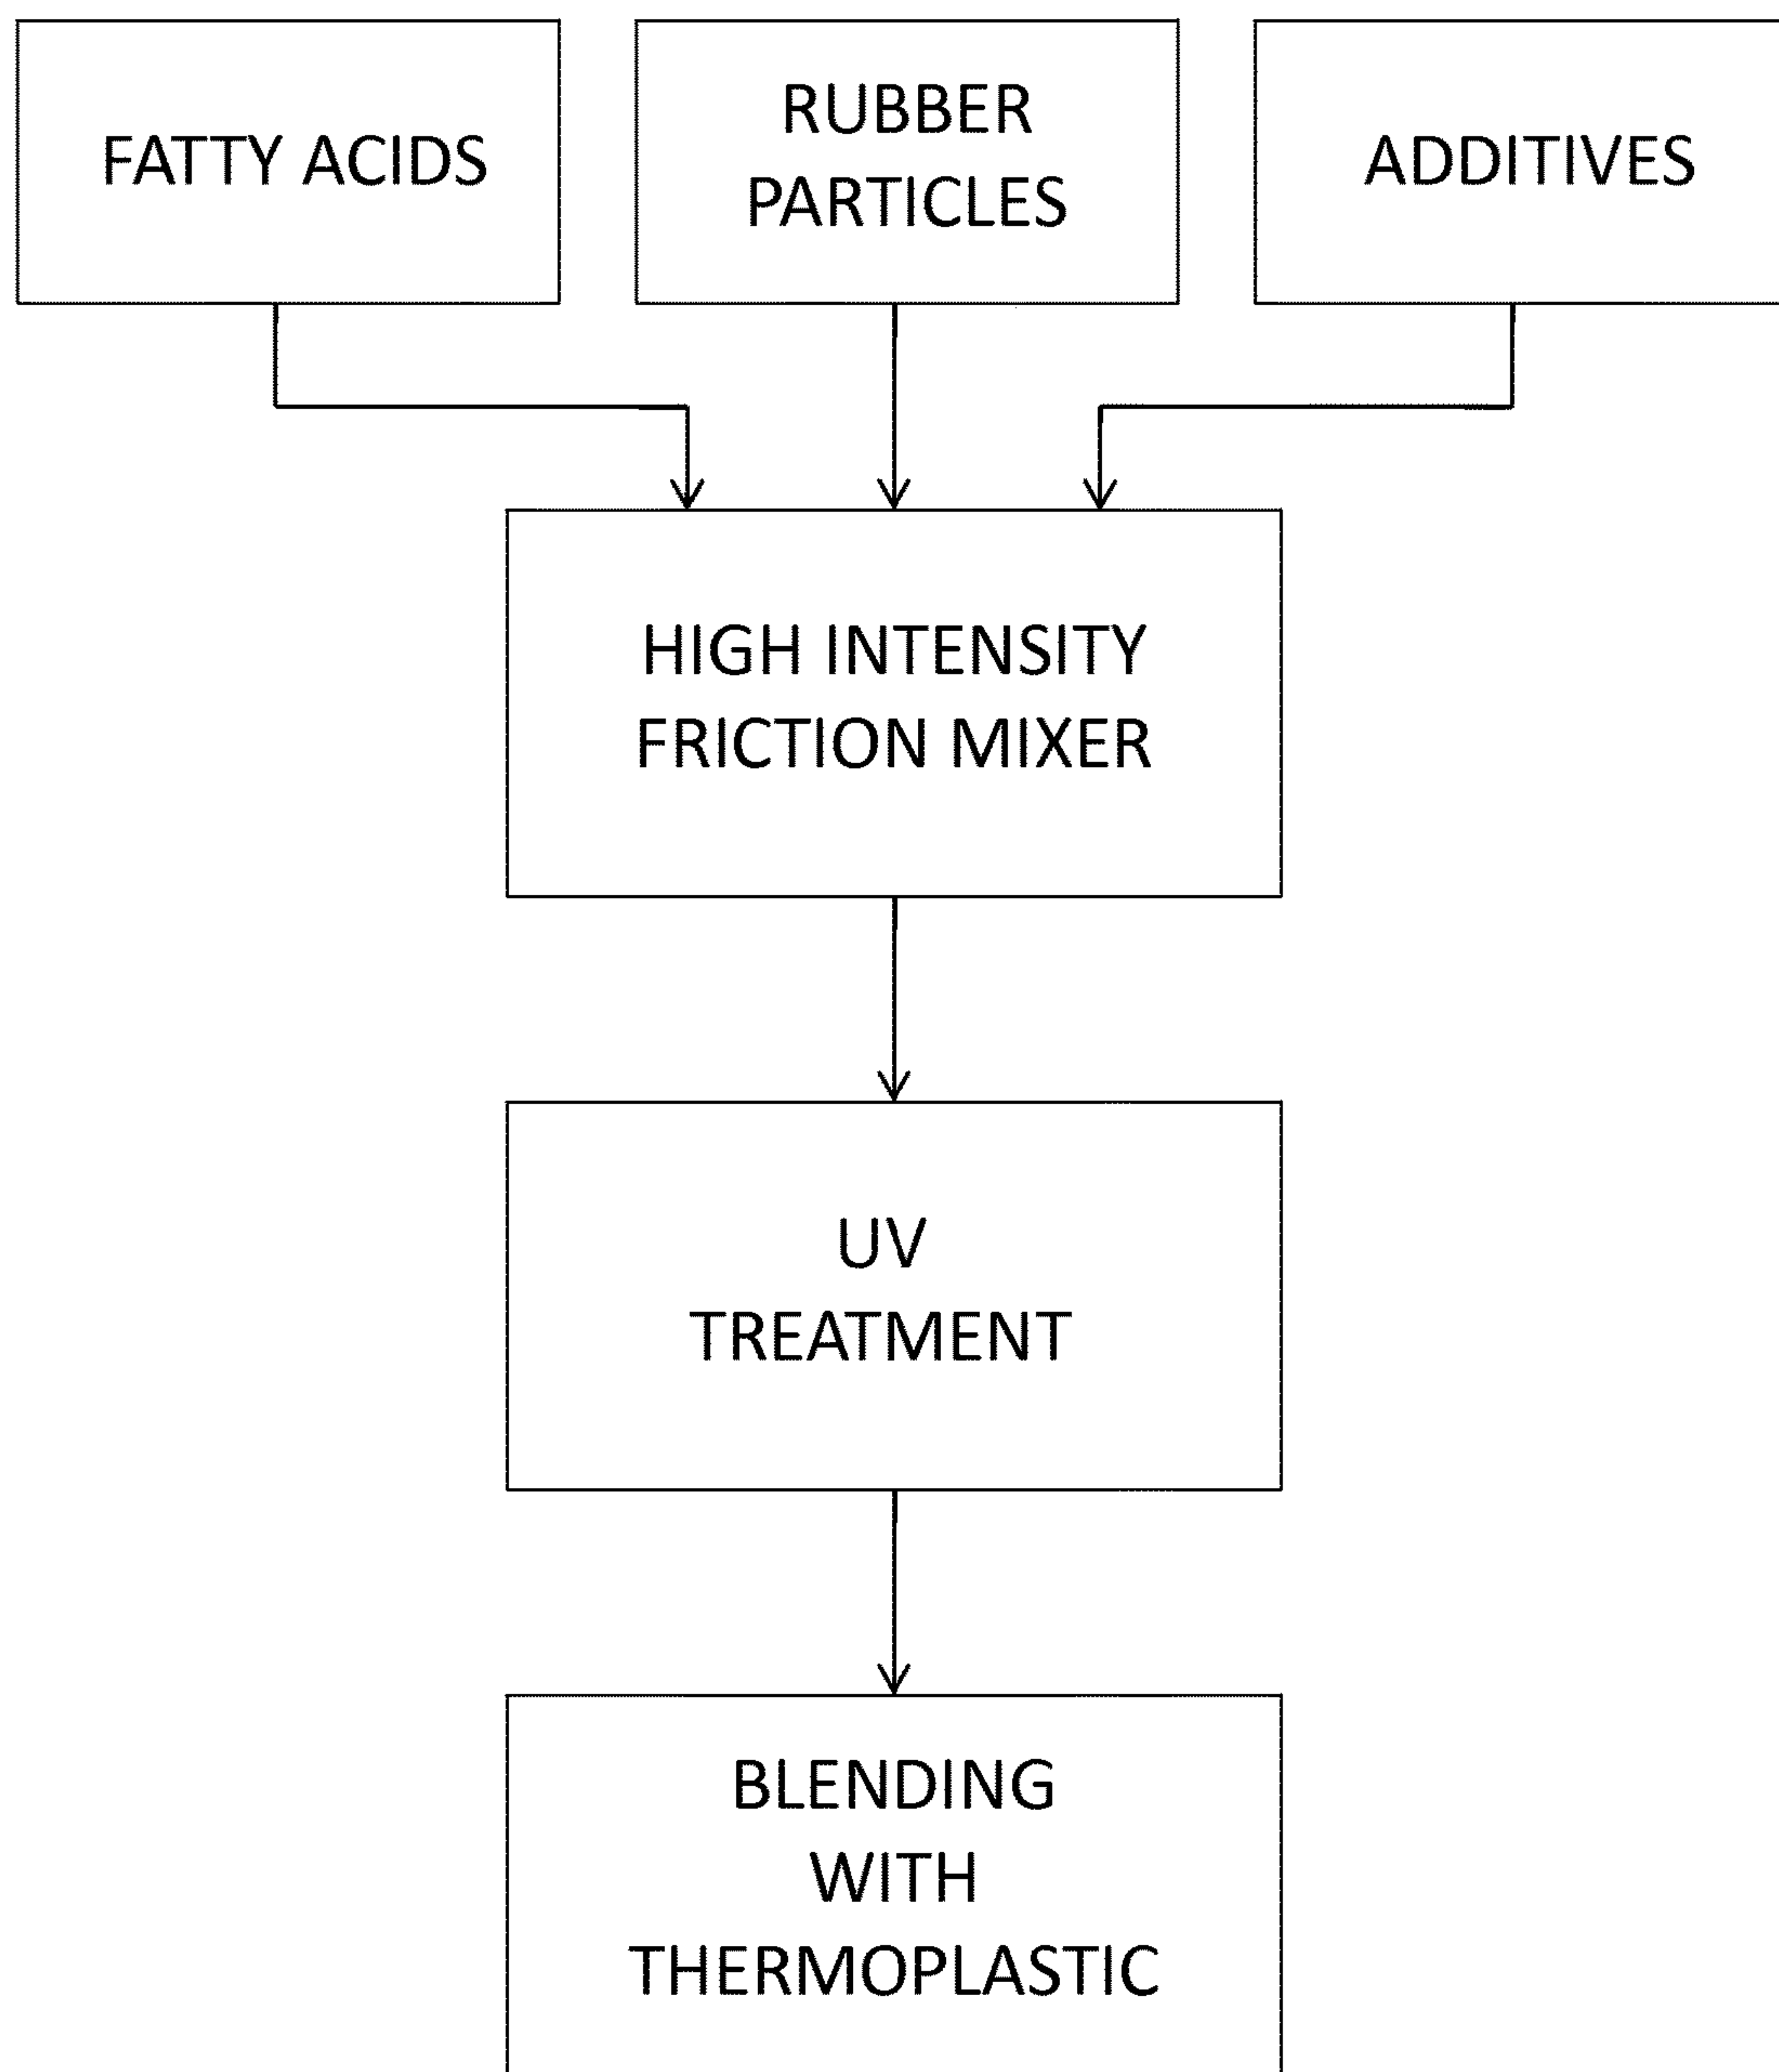 FATTY ACIDS
RUBBER
PARTICLES
ADDITIVES
HIGH INTENSITY
FRICTION MIXER
UV
TREATMENT
BLENDING
WITH
THERMOPLASTIC